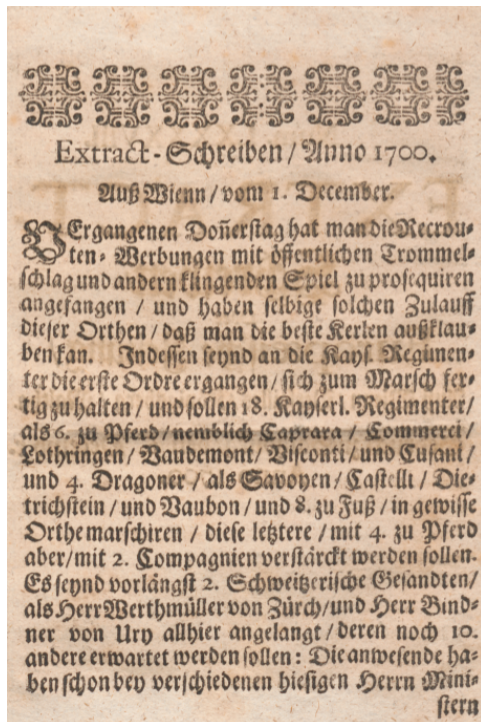 Extract-Schreiben / Anno 1700.
Auß Wienn / vom 1. December.
VErgangenen Don̄erstag hat man die Recrou-
ten- Werbungen mit öffentlichen Trommel-
schlag und andern klingenden Spiel zu prosequiren
angefangen / und haben selbige solchen Zulauff
dieser Orthen / daß man die beste Kerlen außklau-
ben kan. Indessen seynd an die Kays. Regimen-
ter die erste Ordre ergangen / sich zum Marsch fer-
tig zu halten / und sollen 18. Kayserl. Regimenter /
als 6. zu Pferd / nemblich Caprara / Commerci /
Lothringen / Vaudemont / Visconti / und Cusani /
und 4. Dragoner / als Savoyen / Castelli / Die-
trichstein / und Vaubon / und 8. zu Fuß / in gewisse
Orthe marschiren / diese letztere / mit 4. zu Pferd
aber / mit 2. Compagnien verstärckt werden sollen.
Es seynd vorlängst 2. Schweitzerische Gesandten /
als Herr Werthmüller von Zürch / und Herr Bind-
ner von Ury allhier angelangt / deren noch 10.
andere erwartet werden sollen : Die anwesende ha-
ben schon bey verschiedenen hiesigen Herrn Mini-
stern